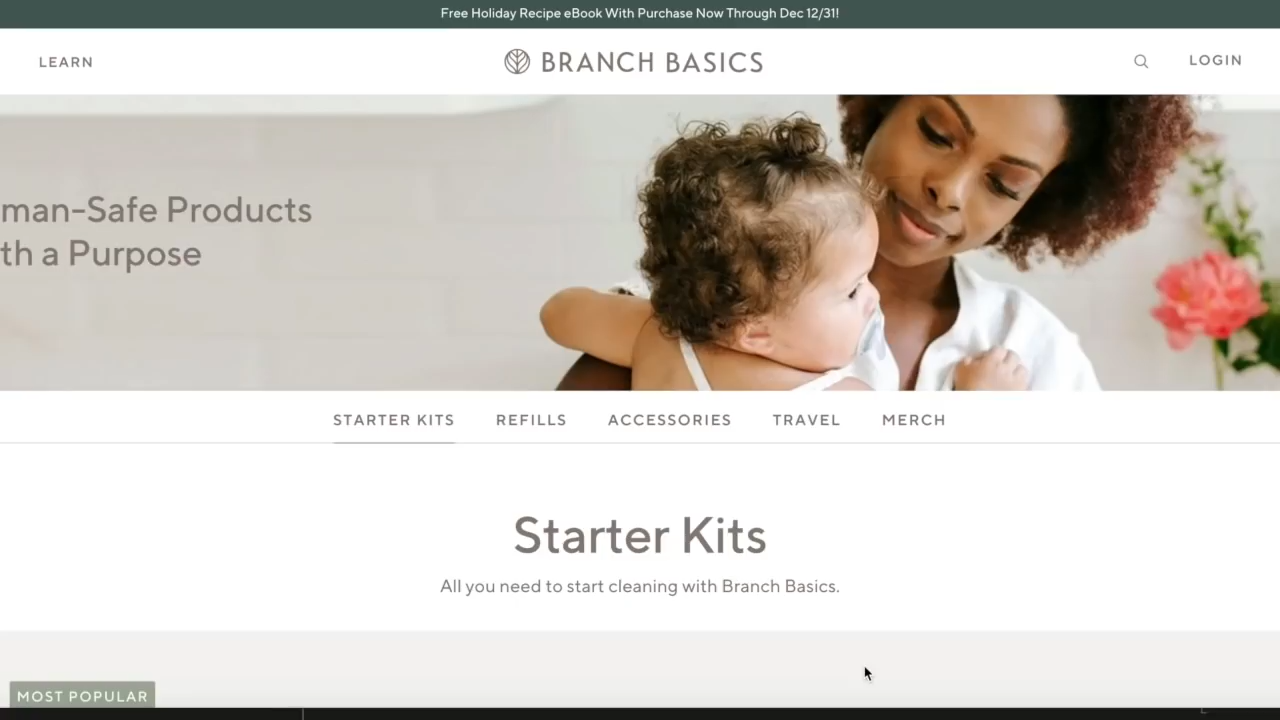 Free Holiday Recipe eBook With Purchase Now Through Dec 12/31!
LEARN
BRANCH BASICS
LOGIN
man-Safe Products
th a Purpose
STARTER KITS
REFILLS
ACCESSORIES
TRAVEL
MERCH
Starter Kits
All you need to start cleaning with Branch Basics.
MOST POPULAR